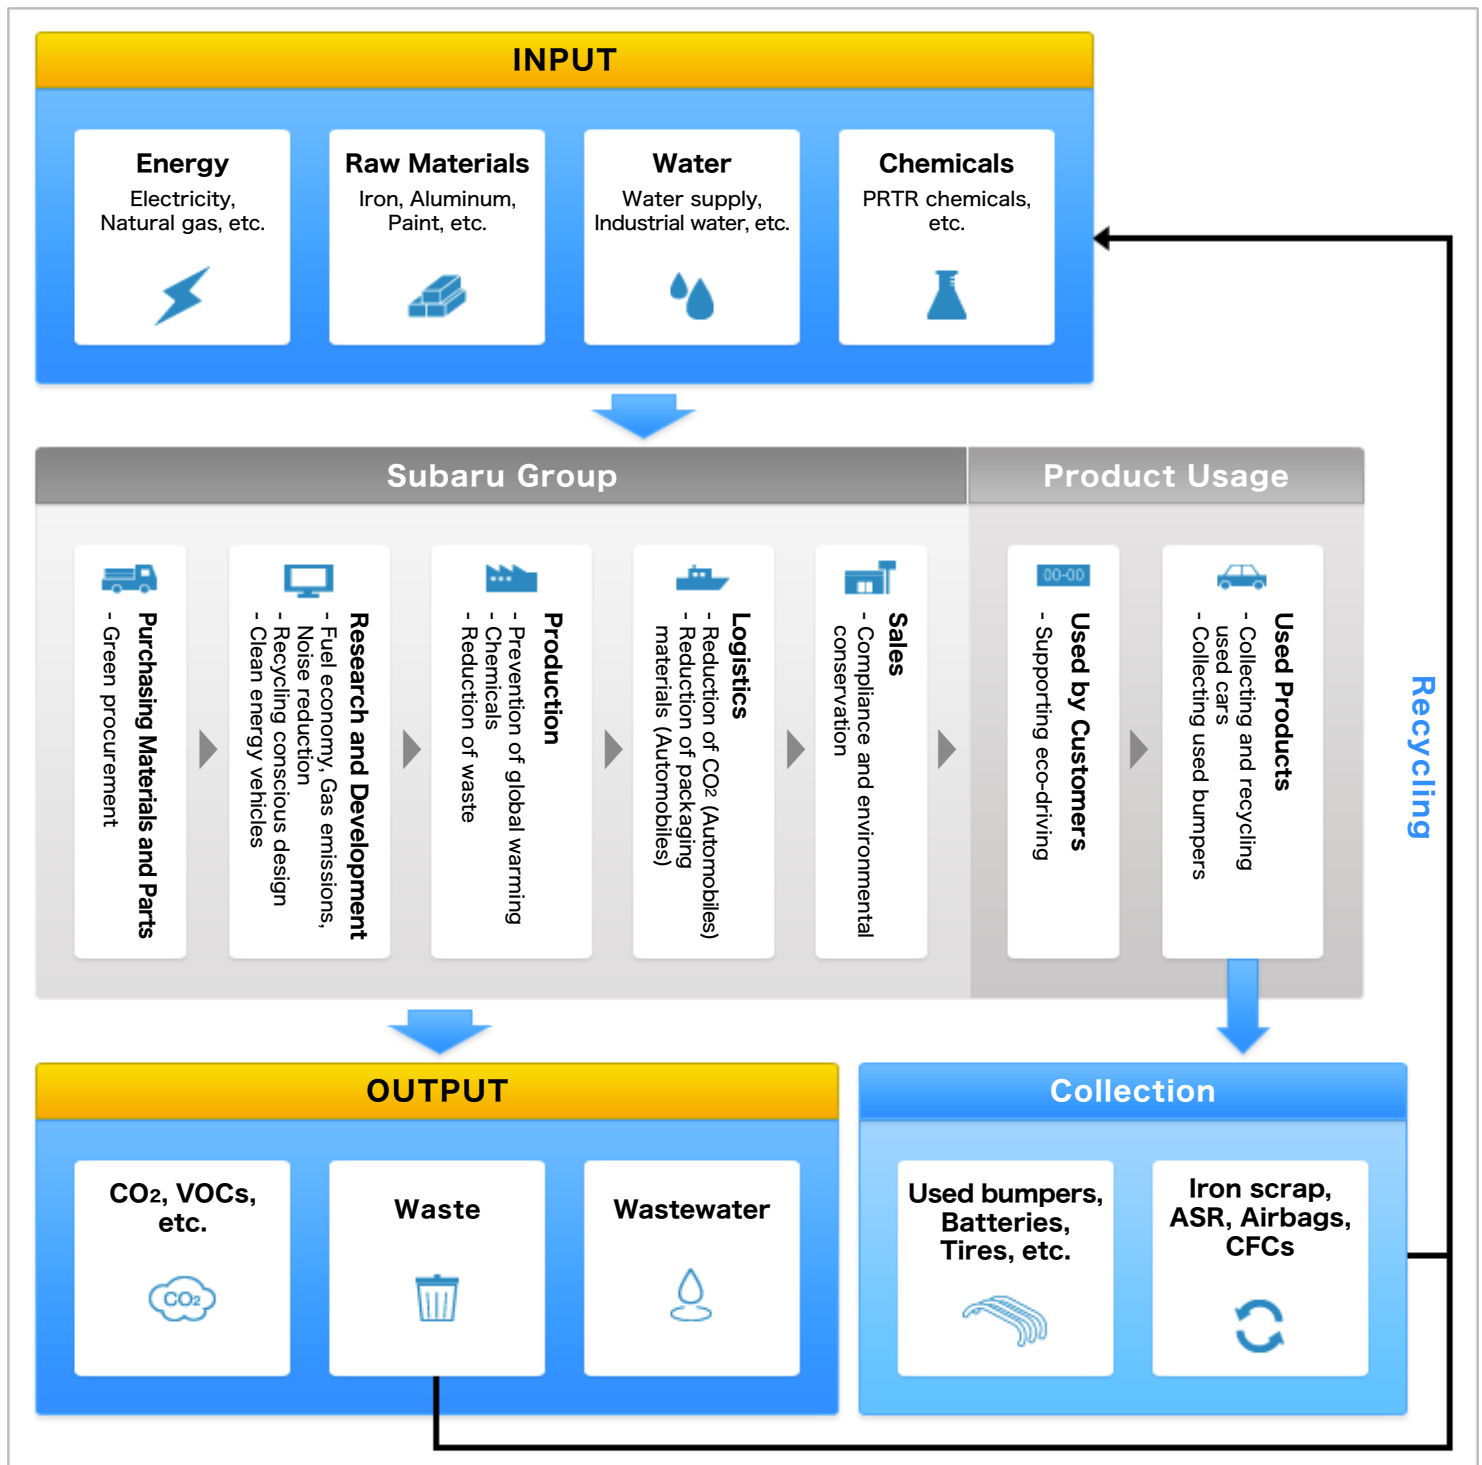 INPUT
Energy
Electricity,
Natural gas, etc.
Raw Materials
Iron, Aluminum,
Paint, etc.
Water
Water supply,
Industrial water, etc.
Chemicals
PRTR chemicals,
etc.
Subaru Group
Product Usage
Purchasing Materials and Parts
- Green procurement
Research and Development
- Fuel economy, Gas emissions,
Noise reduction
- Recycling conscious design
- Clean energy vehicles
Production
- Prevention of global warming
- Chemicals
- Reduction of waste
Logistics
- Reduction of CO2 (Automobiles)
- Reduction of packaging
materials (Automobiles)
Sales
- Compliance and environmental
conservation
00-00
Used by Customers
- Supporting eco-driving
Used Products
- Collecting and recycling
used cars
- Collecting used bumpers
Recycling
OUTPUT
CO2, VOCs,
etc.
CO2
Waste
Wastewater
Collection
Used bumpers,
Batteries,
Tires, etc.
Iron scrap,
ASR, Airbags,
CFCs